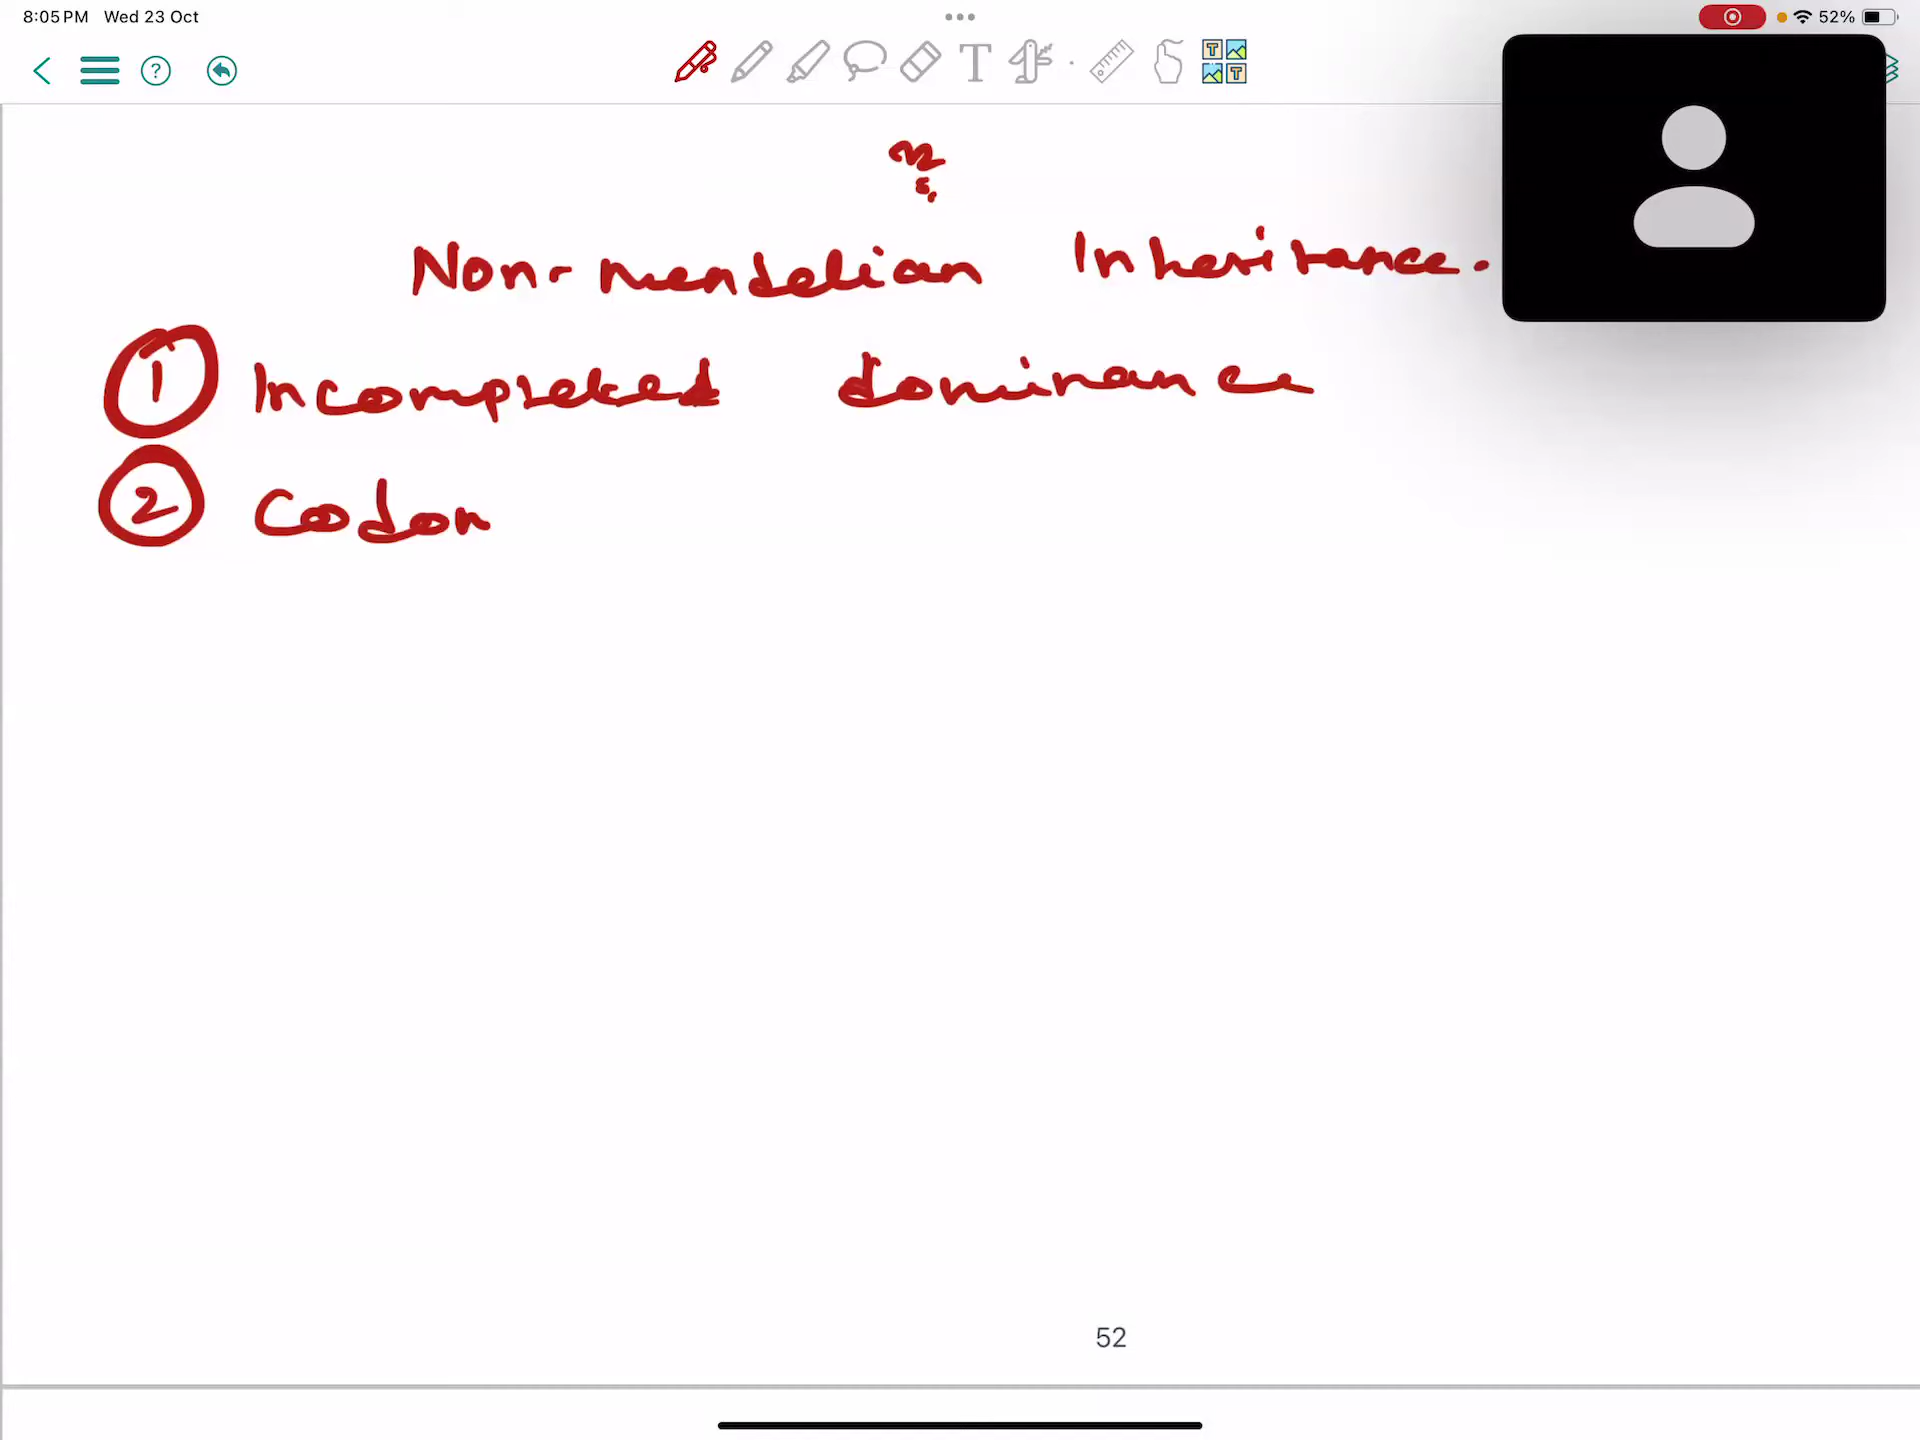 8:05 PM Wed 23 Oct
52%
Non-mendelian Inheritance.
1 Incompleted dominance
2 Codon
52